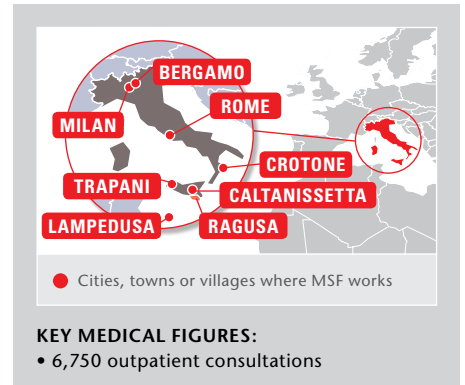 BERGAMO
ROME
MILAN
CROTONE
TRAPANI
CALTANISSETTA
LAMPEDUSA
RAGUSA
Cities, towns or villages where MSF works
KEY MEDICAL FIGURES:
• 6,750 outpatient consultations